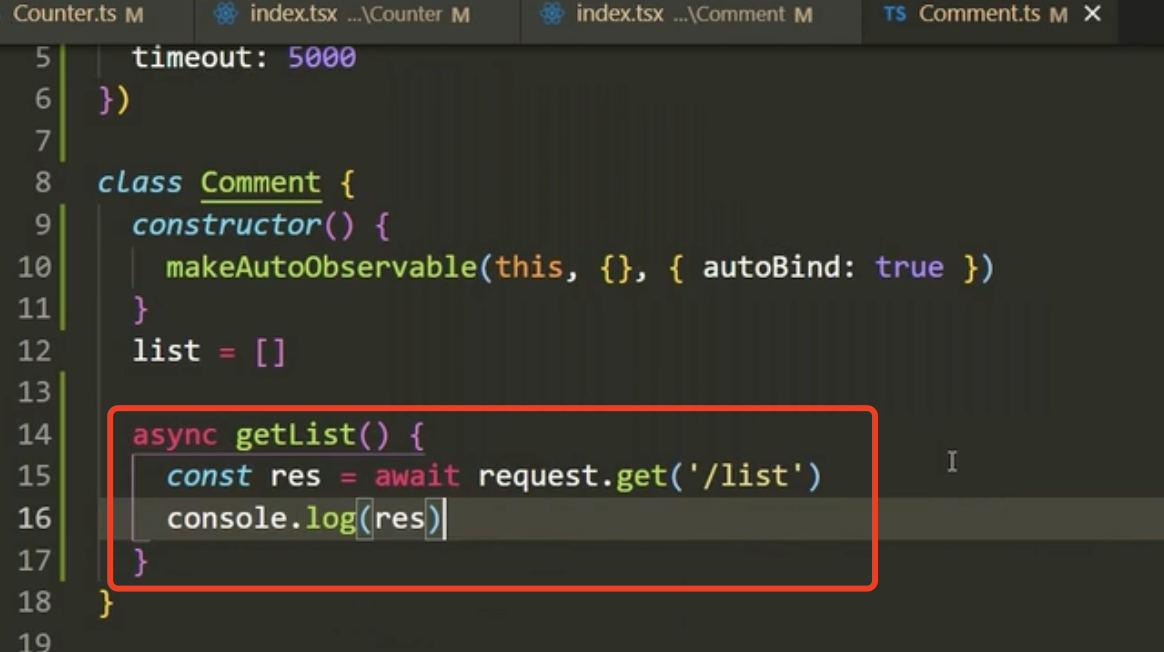 Counter.ts M index.tsx ...\Counter M index.tsx ...\Comment M TS Comment.ts M ×
5 timeout: 5000
6 })
7
8 class Comment {
9 constructor() {
10 makeAutoObservable(this, {}, { autoBind: true })
11 }
12 list = []
13
14 async getList() {
15 const res = await request.get('/list')
16 console.log(res)
17 }
18 }
19